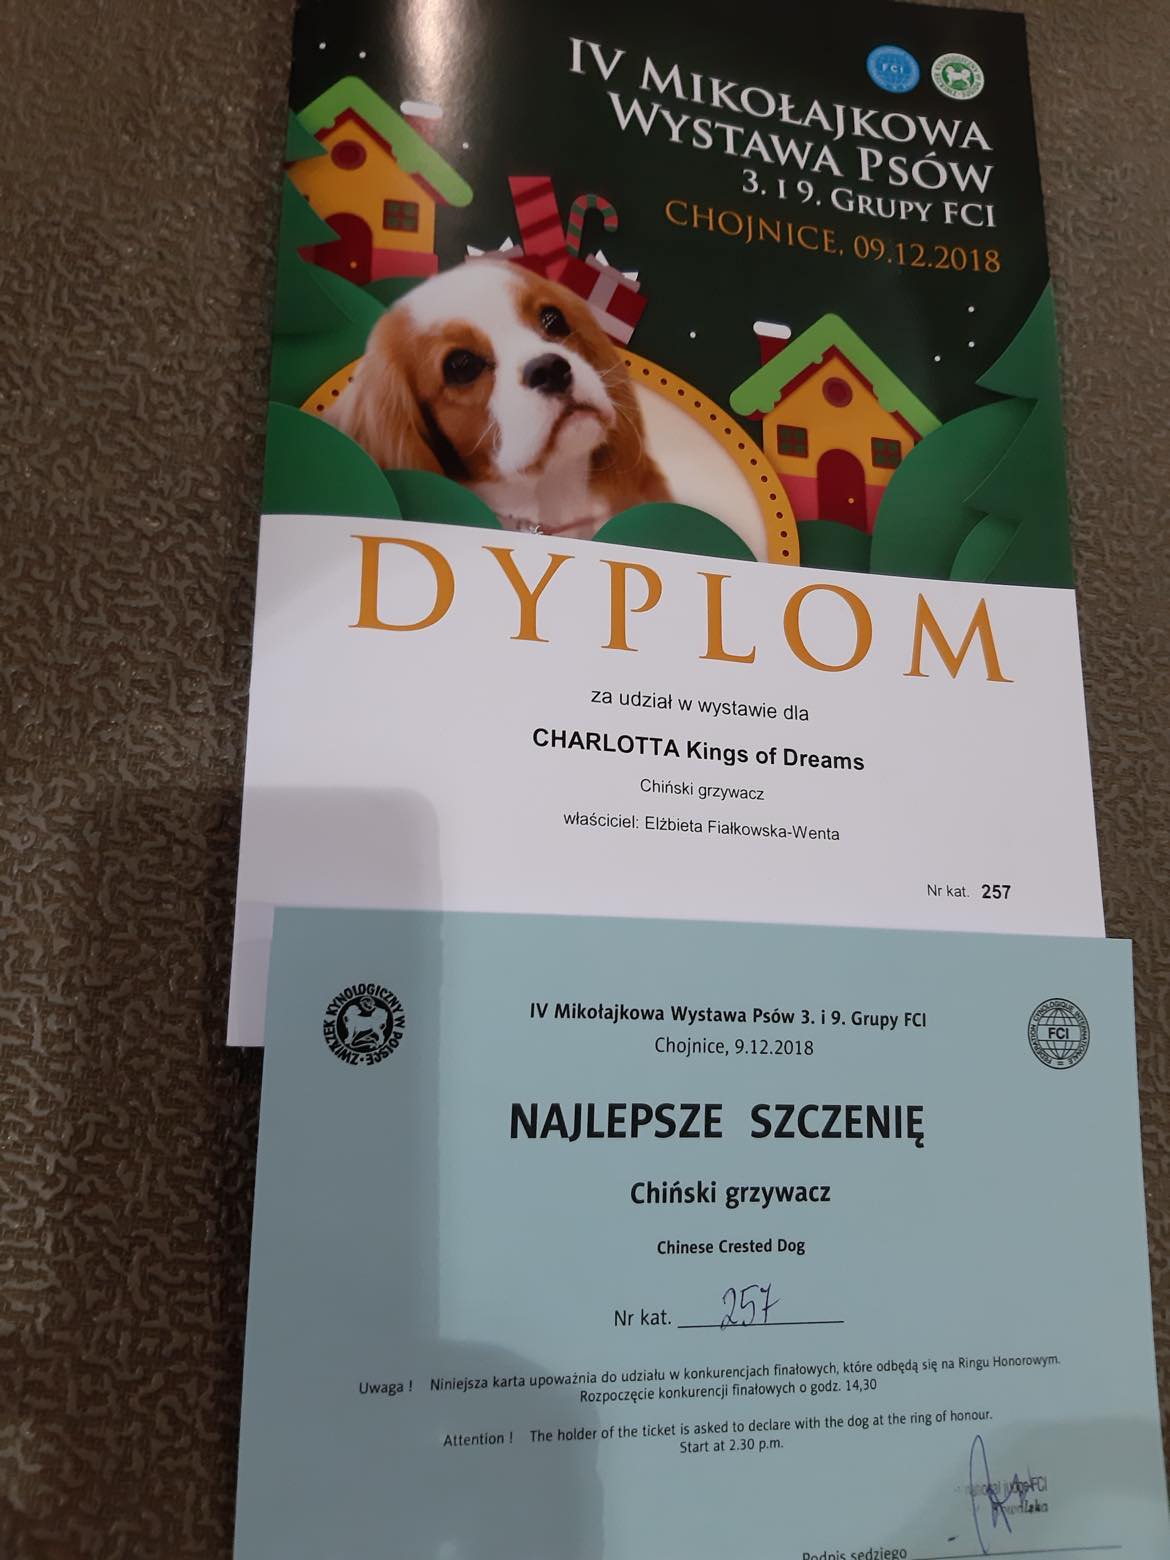 FCI
IV Mikołajkowa
Wystawa Psów
3. i 9. Grupy FCI
Chojnice, 09.12.2018
DYPLOM
za udział w wystawie dla
CHARLOTTA Kings of Dreams
Chiński grzywacz
właściciel: Elżbieta Fiałkowska-Wenta
Nr kat. 257
ZWIĄZEK KYNOLOGICZNY W POLSCE
IV Mikołajkowa Wystawa Psów 3. i 9. Grupy FCI
FEDERATION CYNOLOGIQUE INTERNATIONALE
FCI
Chojnice, 9.12.2018
NAJLEPSZE SZCZENIĘ
Chiński grzywacz
Chinese Crested Dog
Nr kat. 257
Uwaga ! Niniejsza karta upoważnia do udziału w konkurencjach finałowych, które odbędą się na Ringu Honorowym.
Rozpoczęcie konkurencji finałowych o godz. 14,30
Attention ! The holder of the ticket is asked to declare with the dog at the ring of honour.
Start at 2.30 p.m.
judge FCI
Podpis sędziego